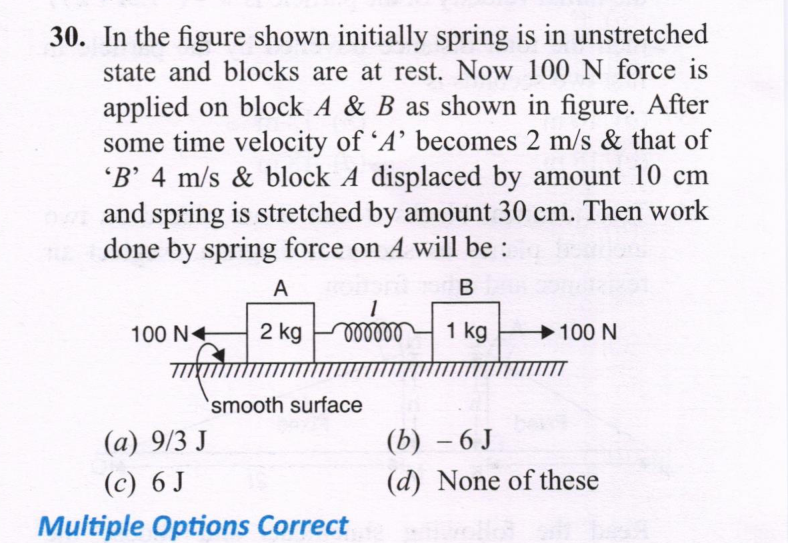 30. In the figure shown initially spring is in unstretched
state and blocks are at rest. Now 100 N force is
applied on block A & B as shown in figure. After
some time velocity of ‘A’ becomes 2 m/s & that of
‘B’ 4 m/s & block A displaced by amount 10 cm
and spring is stretched by amount 30 cm. Then work
done by spring force on A will be :
A B
100 N 2 kg l 1 kg 100 N
smooth surface
(a) 9/3 J (b) – 6 J
(c) 6 J (d) None of these
Multiple Options Correct